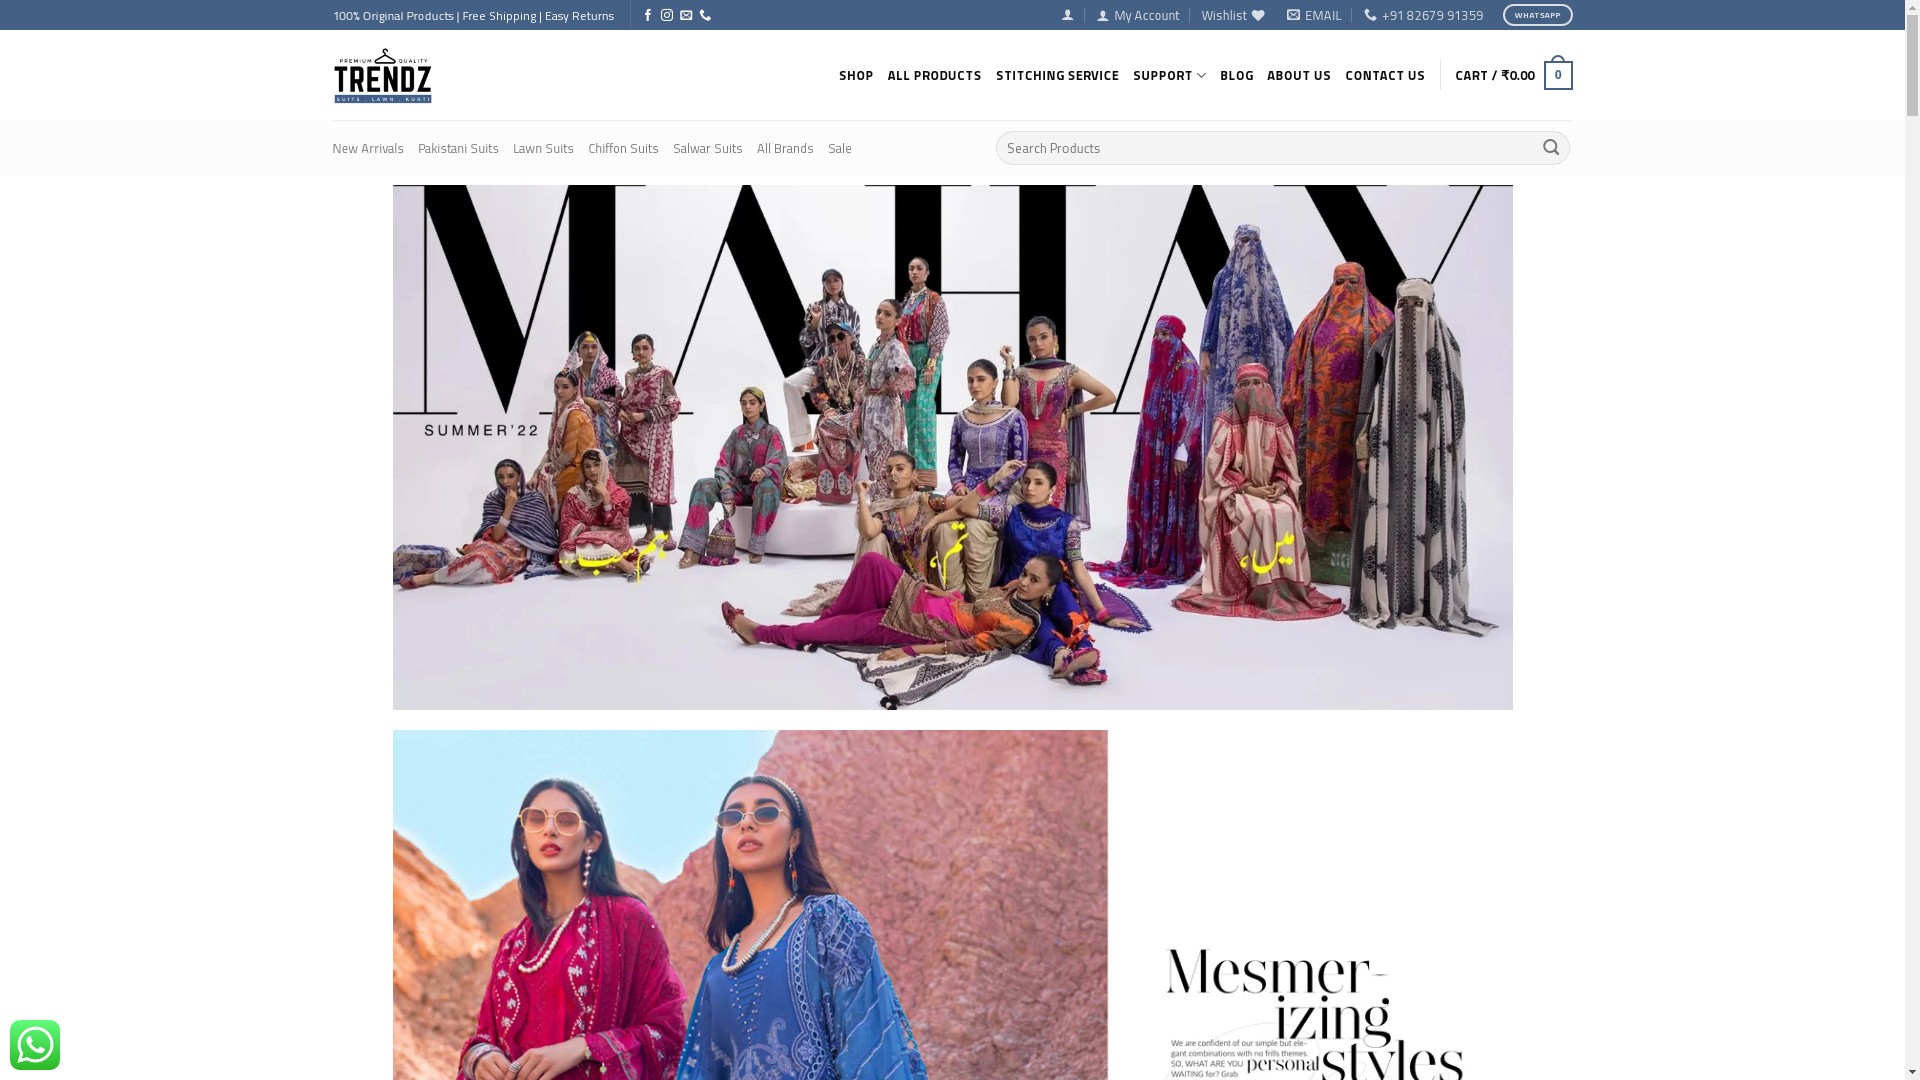 100% Original Products | Free Shipping | Easy Returns
My Account
Wishlist
EMAIL
+91 82679 91359
WHATSAPP
PREMIUM QUALITY
TRENDZ
SUITS . LAWN . KURTI
SHOP
ALL PRODUCTS
STITCHING SERVICE
SUPPORT
BLOG
ABOUT US
CONTACT US
CART / ₹0.00
0
New Arrivals
Pakistani Suits
Lawn Suits
Chiffon Suits
Salwar Suits
All Brands
Sale
Search Products
MAHAY
SUMMER'22
میں،
تم،
ہم سب...
Mesmer-
izing
We are confident of our simple but ele-
gant combinations with no frills themes.
SO, WHAT ARE YOU
WAITING for? Grab
personal
styles